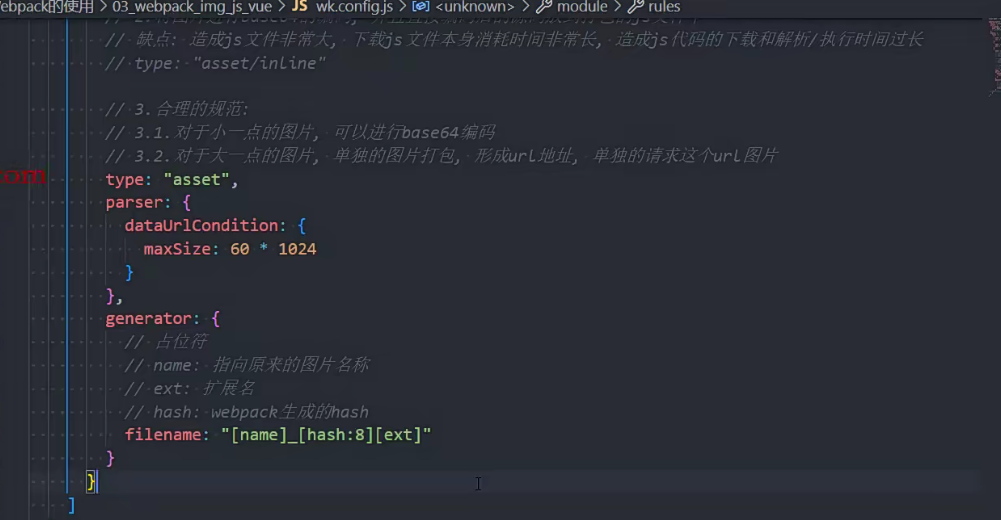 ebpack的使用 > 03_webpack_img_js_vue > JS wk.config.js > <unknown> > module > rules
// 缺点: 造成js文件非常大, 下载js文件本身消耗时间非常长, 造成js代码的下载和解析/执行时间过长
// type: "asset/inline"
// 3.合理的规范:
// 3.1.对于小一点的图片, 可以进行base64编码
// 3.2.对于大一点的图片, 单独的图片打包, 形成url地址, 单独的请求这个url图片
com
type: "asset",
parser: {
dataUrlCondition: {
maxSize: 60 * 1024
}
},
generator: {
// 占位符
// name: 指向原来的图片名称
// ext: 扩展名
// hash: webpack生成的hash
filename: "[name]_[hash:8][ext]"
}
}
]